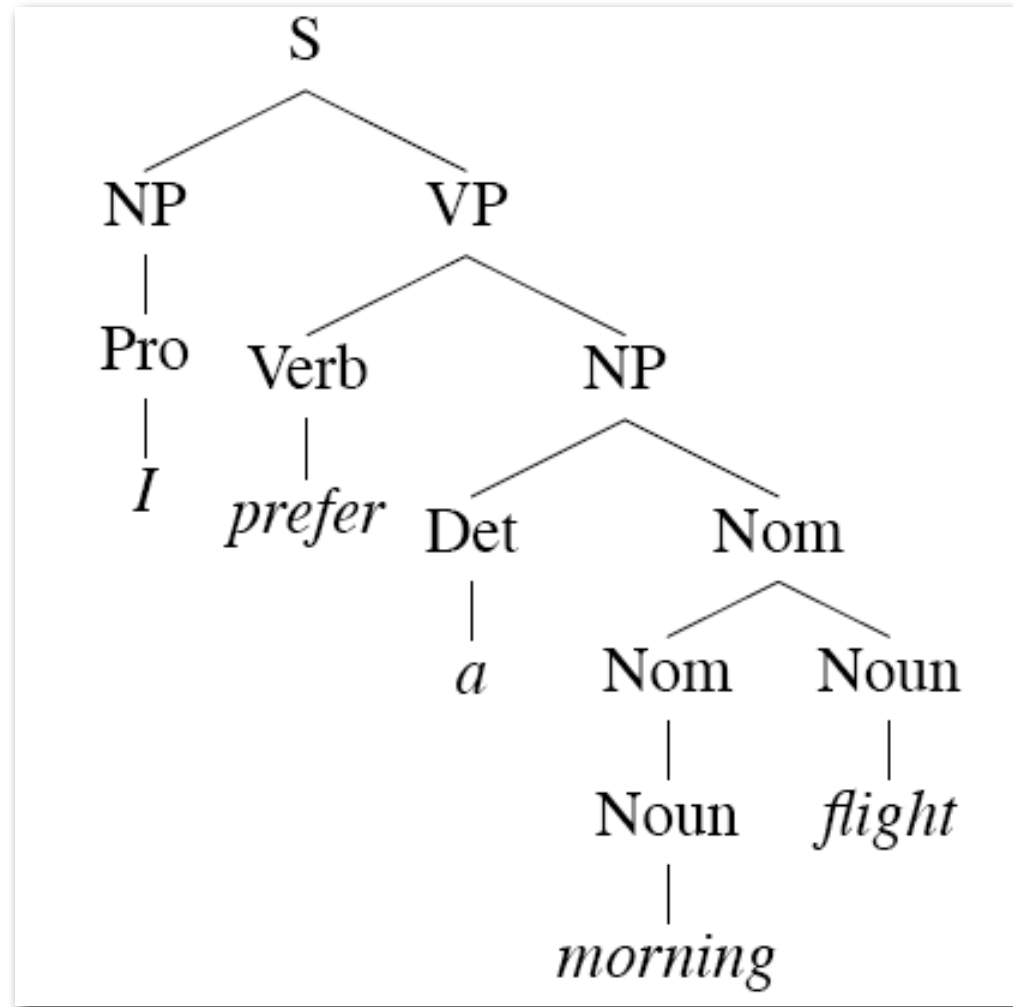 S
NP VP
Pro Verb NP
I prefer Det Nom
a Nom Noun
Noun flight
morning